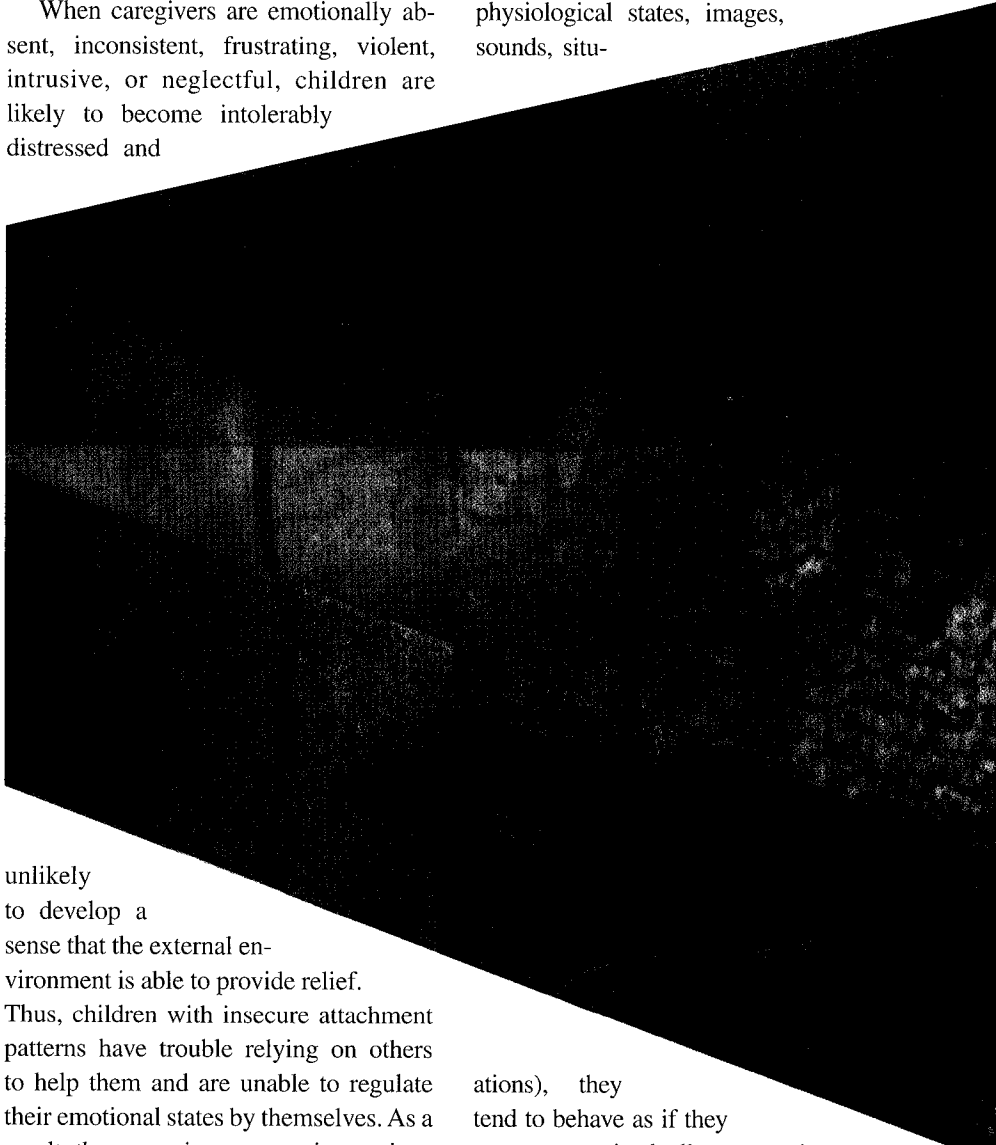 When caregivers are emotionally ab-
sent, inconsistent, frustrating, violent,
intrusive, or neglectful, children are
likely to become intolerably
distressed and
unlikely
to develop a
sense that the external en-
vironment is able to provide relief.
Thus, children with insecure attachment
patterns have trouble relying on others
to help them and are unable to regulate
their emotional states by themselves. As a
physiological states, images,
sounds, situ-
ations), they
tend to behave as if they